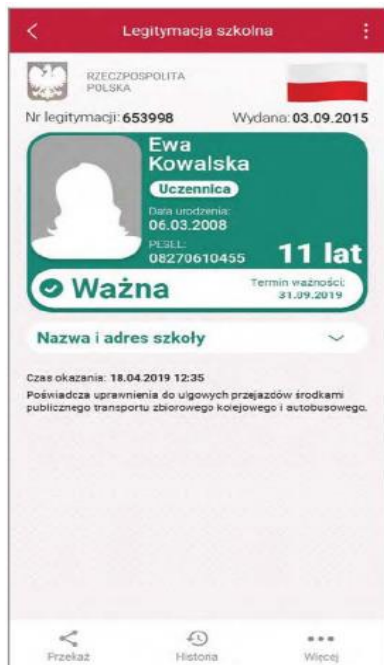 Legitymacja szkolna
RZECZPOSPOLITA
POLSKA
Nr legitymacji: 653998 Wydana: 03.09.2015
Ewa
Kowalska
Uczennica
Data urodzenia:
06.03.2008
PESEL:
08270610455
11 lat
Ważna
Termin ważności:
31.09.2019
Nazwa i adres szkoły
Czas okazania: 18.04.2019 12:35
Poświadcza uprawnienia do ulgowych przejazdów środkami
publicznego transportu zbiorowego kolejowego i autobusowego.
Przekaż Historia Więcej